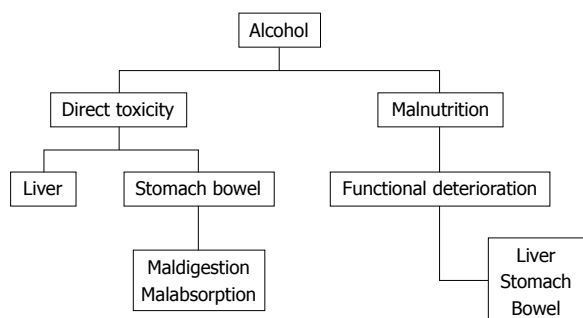 Alcohol
Direct toxicity
Malnutrition
Liver
Stomach bowel
Functional deterioration
Maldigestion
Malabsorption
Liver
Stomach
Bowel